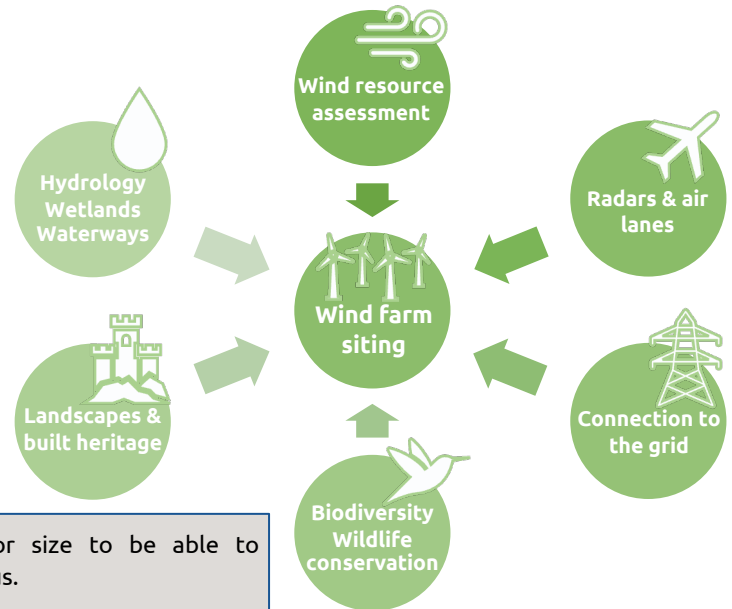 Wind resource
assessment
Hydrology
Wetlands
Waterways
Radars & air
lanes
Wind farm
siting
Landscapes &
built heritage
Connection to
the grid
Biodiversity
Wildlife
conservation
or size to be able to